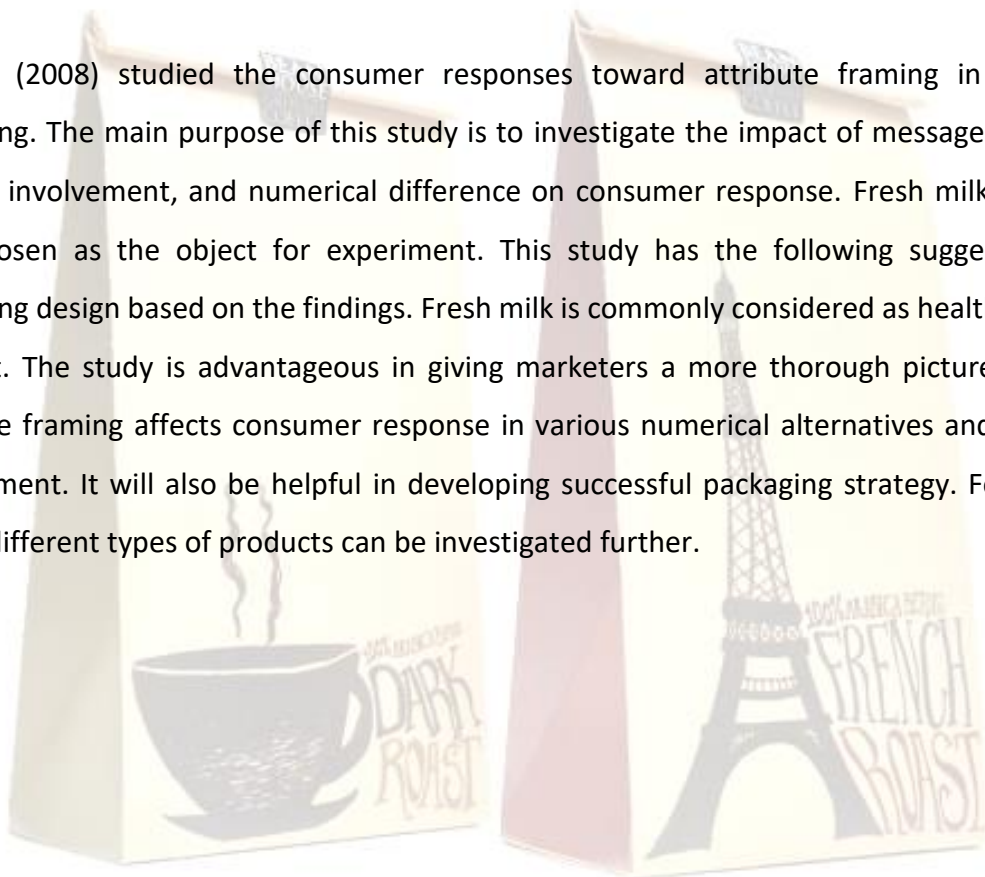 (2008) studied the consumer responses toward attribute framing in
ng. The main purpose of this study is to investigate the impact of message
involvement, and numerical difference on consumer response. Fresh milk
osen as the object for experiment. This study has the following sugge
ng design based on the findings. Fresh milk is commonly considered as healt
t. The study is advantageous in giving marketers a more thorough picture
e framing affects consumer response in various numerical alternatives and
ment. It will also be helpful in developing successful packaging strategy. F
different types of products can be investigated further.
DARK
ROAST
FRENCH
ROAST